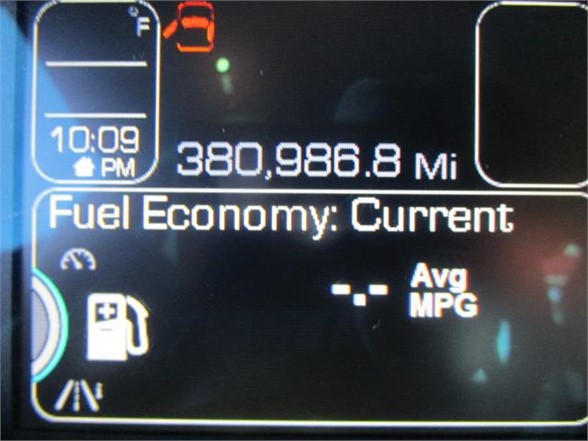 °F
10:09
PM
380,986.8 Mi
Fuel Economy: Current
-.- Avg
MPG